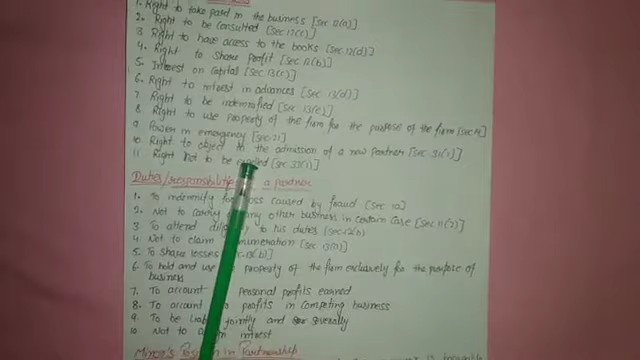 1. Right to take part in the business [sec 12(a)]
2. Right to be consulted [sec 12(c)]
3 Right to have access to the books [sec 12(d)]
4. Right to share profit [sec 13(b)]
5. Interest on capital [sec 13(c)]
6. Right to interest in advances [sec 13(d)]
7 Right to be indemnified [sec 13(e)]
8. Right to use property of the firm for the purpose of the firm [sec
9 Power in emergency [sec 21]
10 Right to object to the admission of a new partner [sec 31(1)]
11 Right not to be expelled [sec 33(1)]
Duties/responsibilities a partner
1. To indemnify for loss caused by fraud [sec 10]
2. Not to carry any other business in certain case [sec 11(2)]
3 To attend to his duties [sec 12(b)
4 Not to claim remuneration [sec 13(a)]
5. To share losses 13(b)]
6 To hold and use property of the firm exclusively for the purpose of
business
7. To account personal profits earned
8. To account profits in competing business
9 To be liable jointly and severally
10. Not to interest
Minor's Position in Partnership